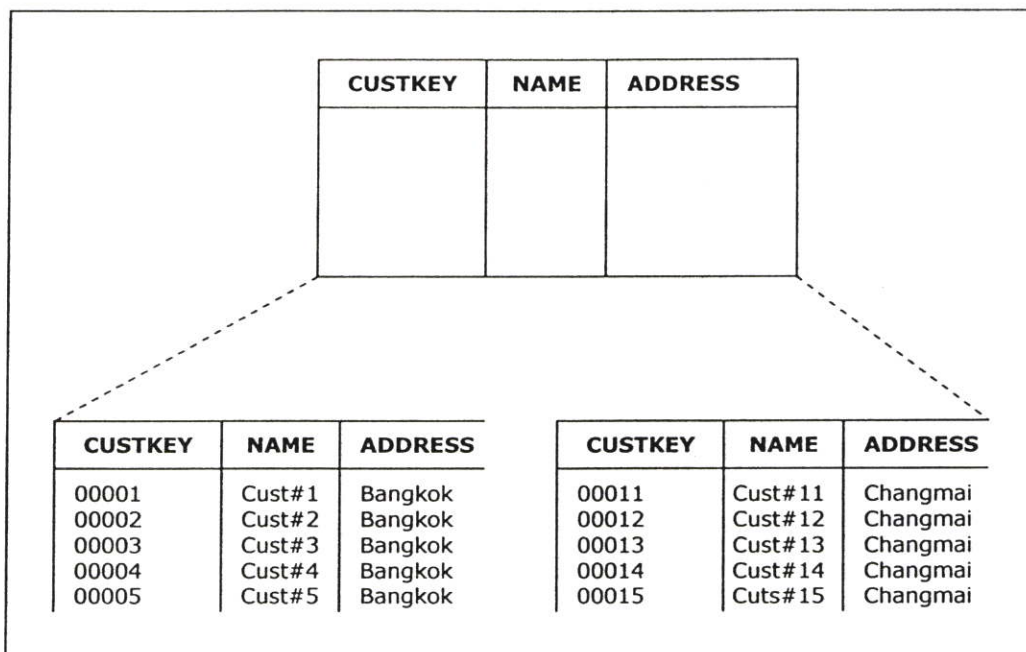 CUSTKEY NAME ADDRESS
CUSTKEY NAME ADDRESS
00001 Cust#1 Bangkok
00002 Cust#2 Bangkok
00003 Cust#3 Bangkok
00004 Cust#4 Bangkok
00005 Cust#5 Bangkok
CUSTKEY NAME ADDRESS
00011 Cust#11 Changmai
00012 Cust#12 Changmai
00013 Cust#13 Changmai
00014 Cust#14 Changmai
00015 Cuts#15 Changmai